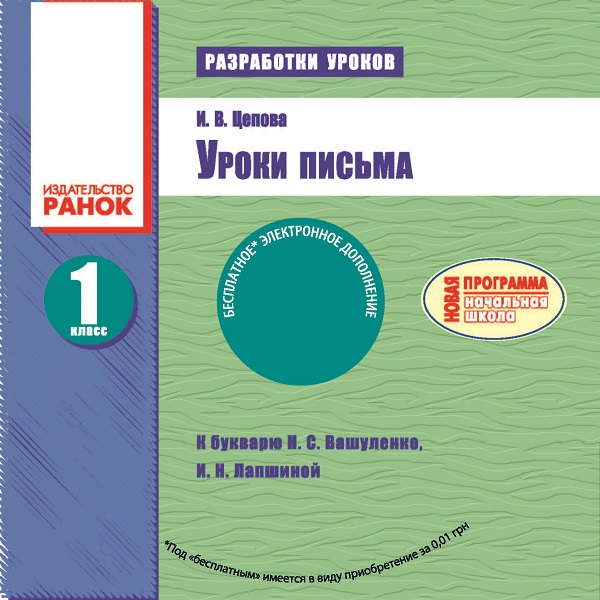 РАЗРАБОТКИ УРОКОВ
И. В. Цепова
УРОКИ ПИСЬМА
ИЗДАТЕЛЬСТВО
РАНОК
1
класс
БЕСПЛАТНОЕ* ЭЛЕКТРОННОЕ ДОПОЛНЕНИЕ
НОВАЯ
ПРОГРАММА
начальная
школа
К букварю Н. С. Вашуленко,
И. Н. Лапшиной
*Под «бесплатным» имеется в виду приобретение за 0,01 грн